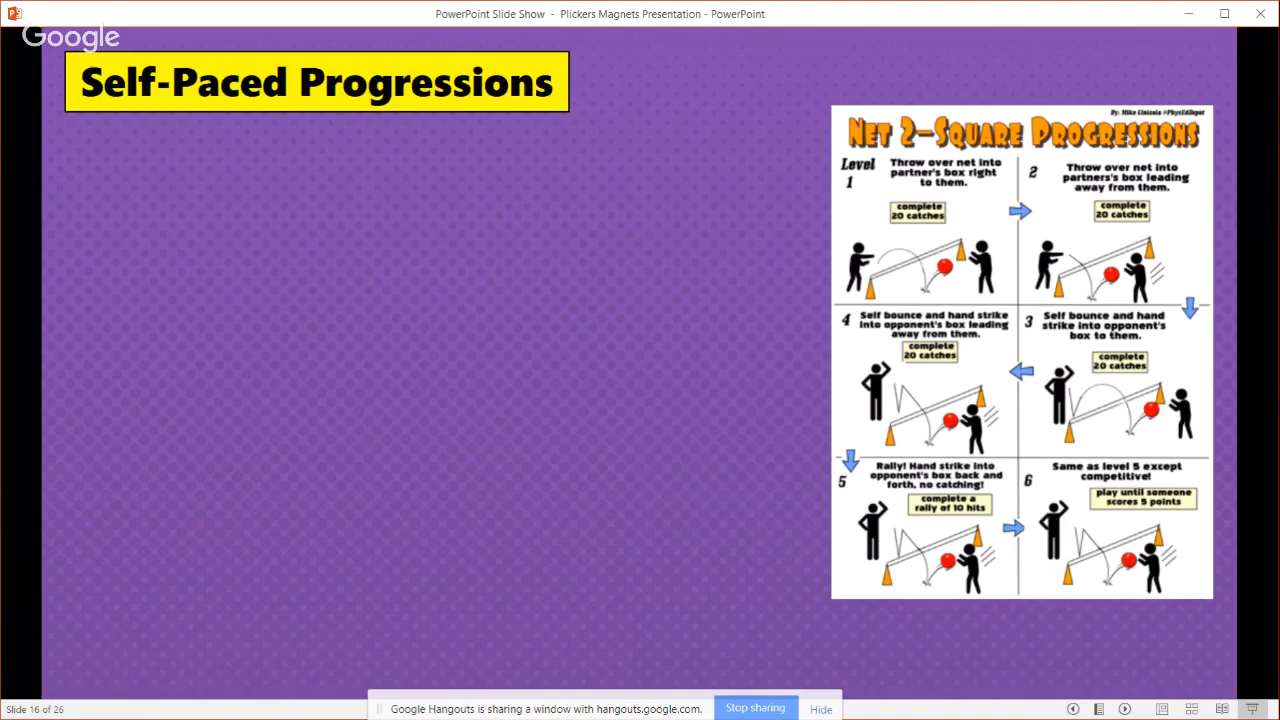 PowerPoint Slide Show - Plickers Magnets Presentation - PowerPoint
Google
Self-Paced Progressions
By: Mike Ginicola @PhysEdDepot
Net 2-Square Progressions
Level
1
Throw over net into
partner's box right
to them.
complete
20 catches
2
Throw over net into
partners's box leading
away from them.
complete
20 catches
4
Self bounce and hand strike
into opponent's box leading
away from them.
complete
20 catches
3
Self bounce and hand
strike into opponent's
box to them.
complete
20 catches
5
Rally! Hand strike into
opponent's box back and
forth, no catching!
complete a
rally of 10 hits
6
Same as level 5 except
competitive!
play until someone
scores 5 points
Slide 16 of 26
Google Hangouts is sharing a window with hangouts.google.com.
Stop sharing
Hide